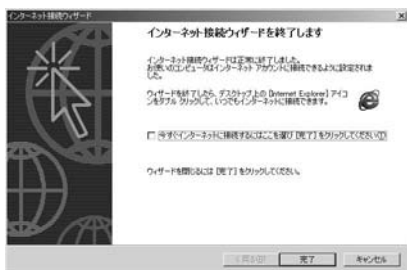 インターネット接続ウィザード
インターネット接続ウィザードを終了します
インターネット接続ウィザードは正常に終了しました。
お使いのコンピュータはインターネット アカウントに接続できるように設定されま
した。
ウィザードを終了したら、デスクトップ上の [Internet Explorer] アイコ
ンをダブル クリックして、いつでもインターネットに接続できます。
今すぐインターネットに接続するにはここを選び [完了] をクリックしてください(I)
ウィザードを閉じるには [完了] をクリックしてください。
< 戻る(B)
完了
キャンセル